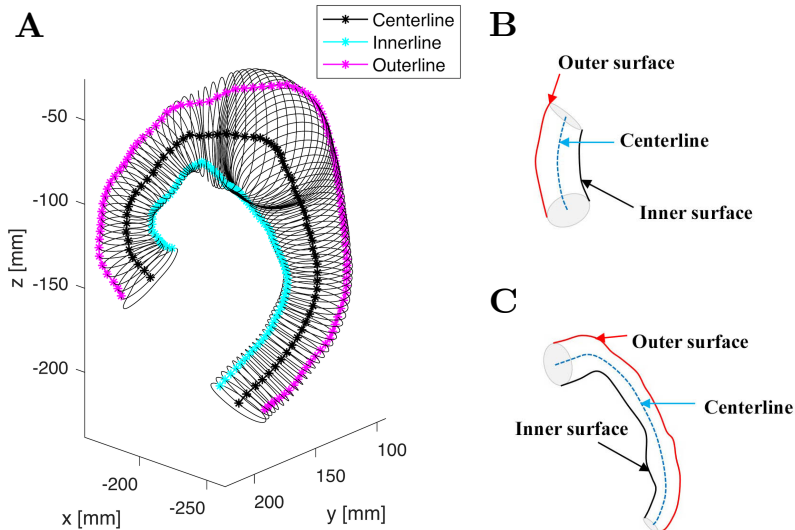 A
Centerline
Innerline
Outerline
-50
-100
-150
-200
z [mm]
-200
-250
x [mm]
200
150
100
y [mm]
B
Outer surface
Centerline
Inner surface
C
Outer surface
Centerline
Inner surface